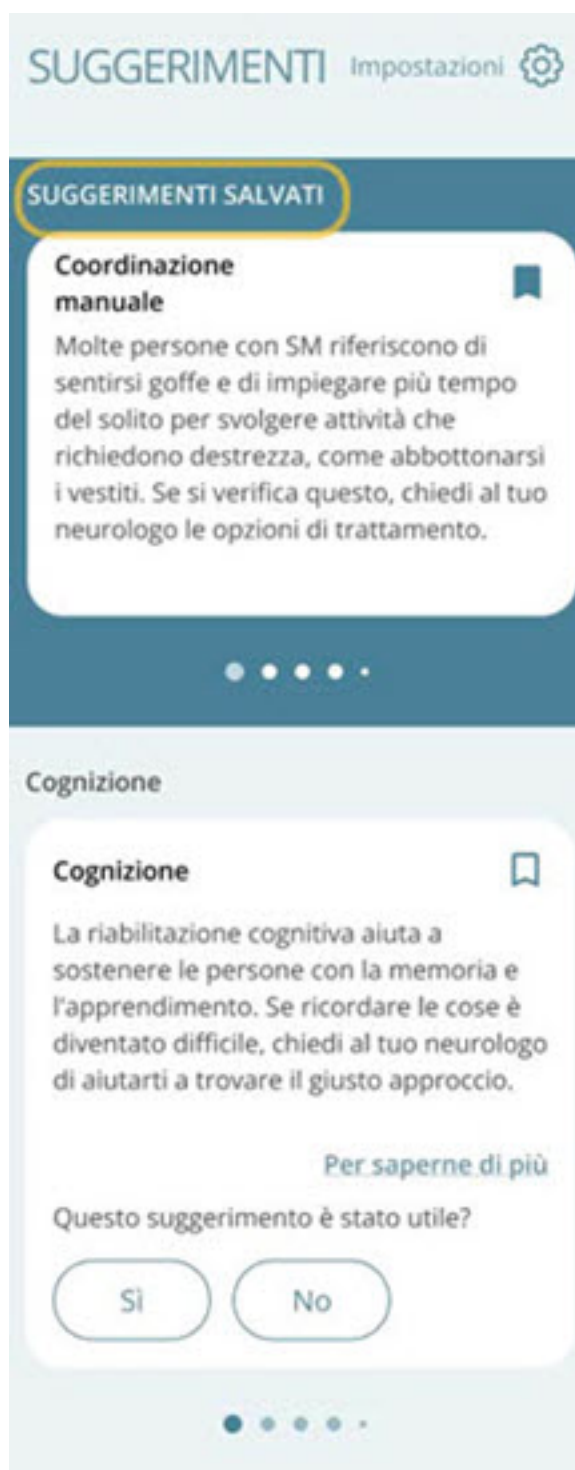 SUGGERIMENTI Impostazioni
SUGGERIMENTI SALVATI
Coordinazione
manuale
Molte persone con SM riferiscono di
sentirsi goffe e di impiegare più tempo
del solito per svolgere attività che
richiedono destrezza, come abbottonarsi
i vestiti. Se si verifica questo, chiedi al tuo
neurologo le opzioni di trattamento.
Cognizione
Cognizione
La riabilitazione cognitiva aiuta a
sostenere le persone con la memoria e
l'apprendimento. Se ricordare le cose è
diventato difficile, chiedi al tuo neurologo
di aiutarti a trovare il giusto approccio.
Per saperne di più
Questo suggerimento è stato utile?
Sì No